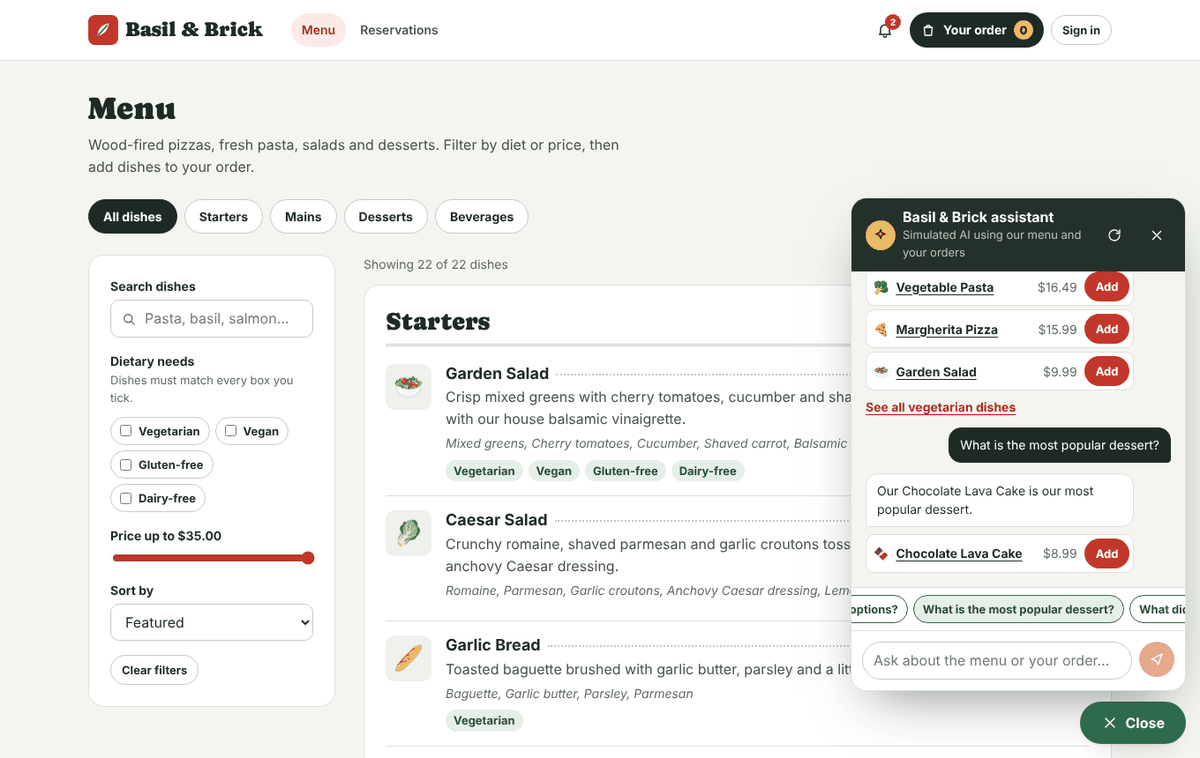 Basil & Brick
Menu
Reservations
2
Your order 0
Sign in
Menu
Wood-fired pizzas, fresh pasta, salads and desserts. Filter by diet or price, then
add dishes to your order.
All dishes
Starters
Mains
Desserts
Beverages
Search dishes
Pasta, basil, salmon...
Dietary needs
Dishes must match every box you
tick.
Vegetarian
Vegan
Gluten-free
Dairy-free
Price up to $35.00
Sort by
Featured
Clear filters
Showing 22 of 22 dishes
Starters
Garden Salad
Crisp mixed greens with cherry tomatoes, cucumber and sha
with our house balsamic vinaigrette.
Mixed greens, Cherry tomatoes, Cucumber, Shaved carrot, Balsamic
Vegetarian
Vegan
Gluten-free
Dairy-free
Caesar Salad
Crunchy romaine, shaved parmesan and garlic croutons toss
anchovy Caesar dressing.
Romaine, Parmesan, Garlic croutons, Anchovy Caesar dressing, Lem
Garlic Bread
Toasted baguette brushed with garlic butter, parsley and a lit
Baguette, Garlic butter, Parsley, Parmesan
Vegetarian
Basil & Brick assistant
Simulated AI using our menu and
your orders
Vegetable Pasta $16.49 Add
Margherita Pizza $15.99 Add
Garden Salad $9.99 Add
See all vegetarian dishes
What is the most popular dessert?
Our Chocolate Lava Cake is our most
popular dessert.
Chocolate Lava Cake $8.99 Add
options?
What is the most popular dessert?
What did
Ask about the menu or your order...
Close